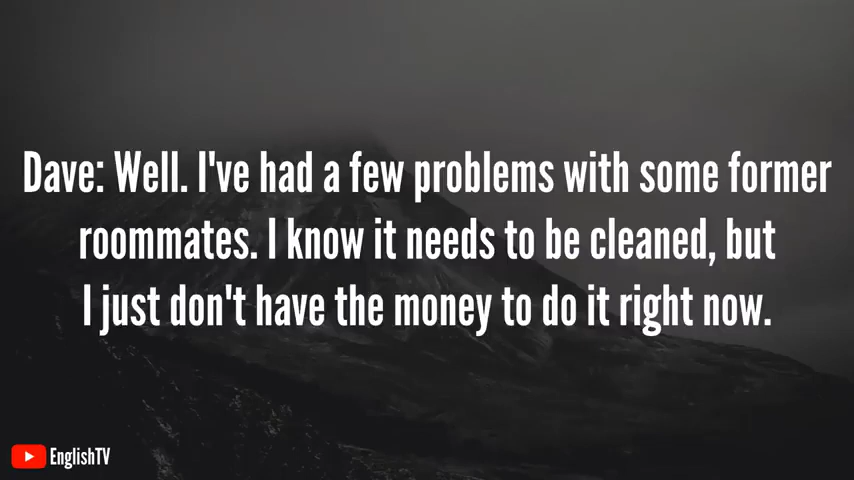 Dave: Well. I've had a few problems with some former
roommates. I know it needs to be cleaned, but
I just don't have the money to do it right now.
EnglishTV